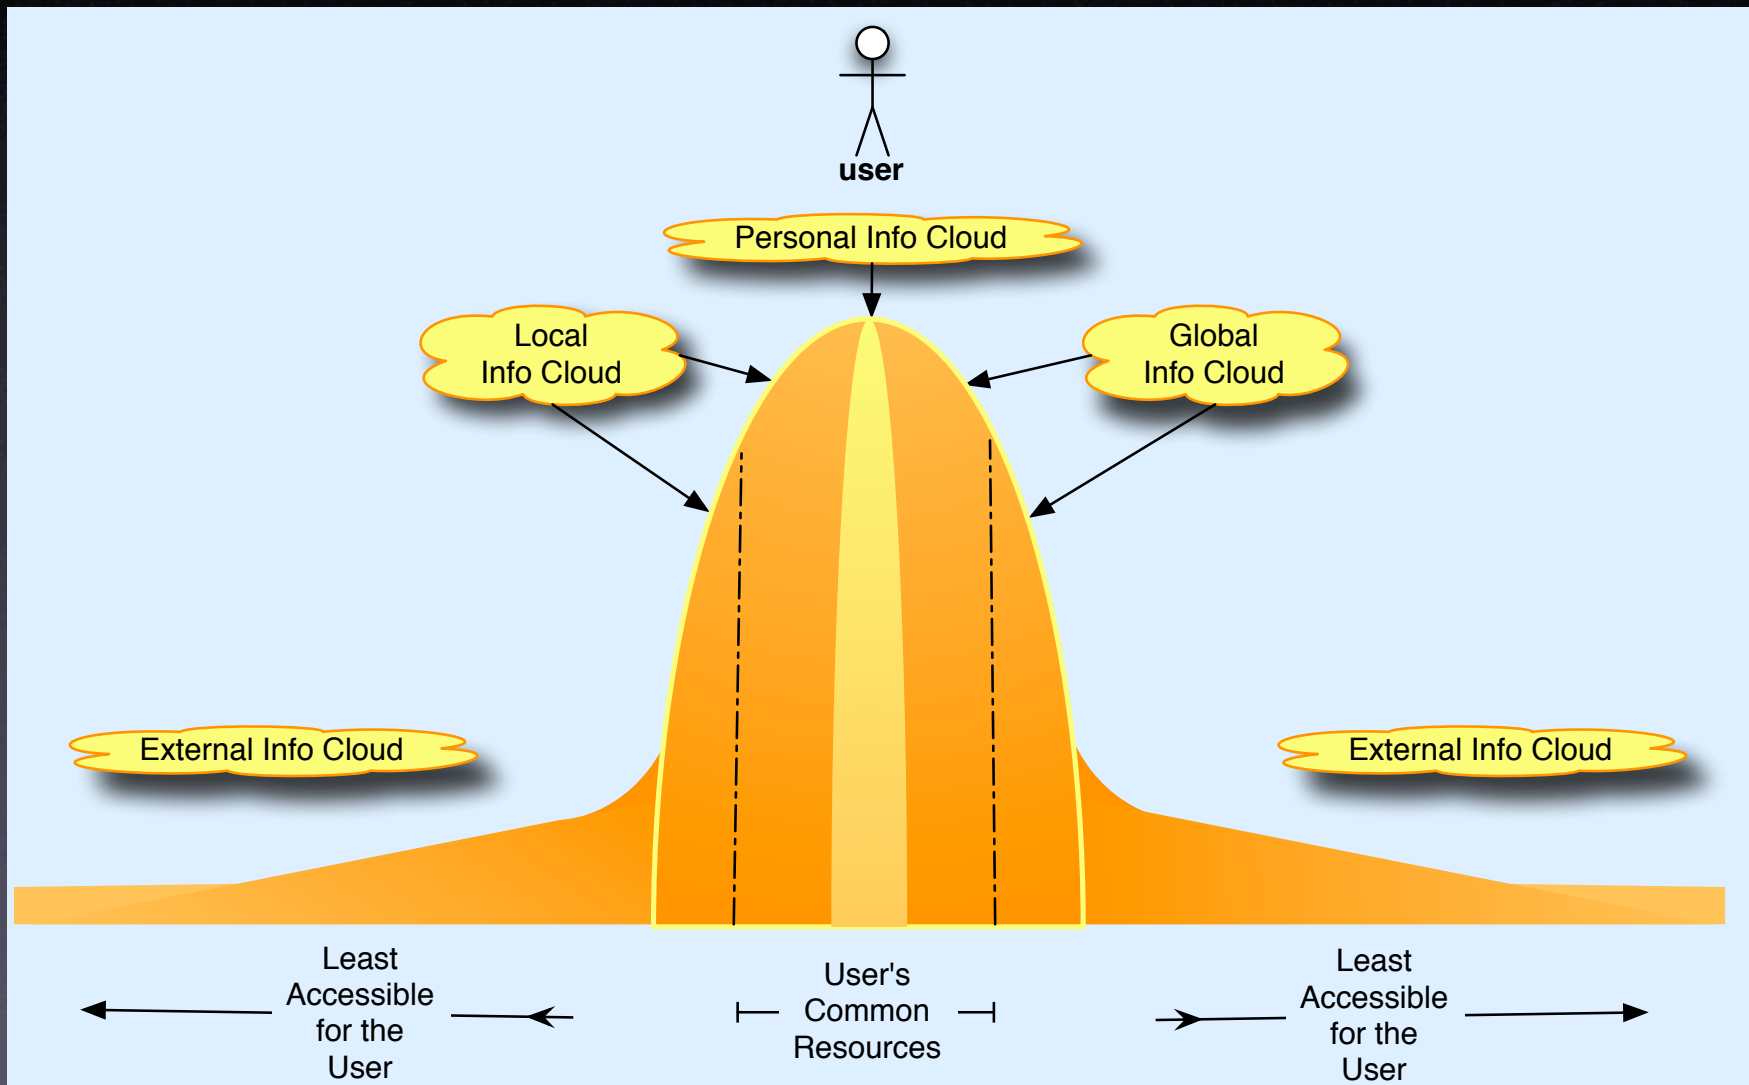 user
Personal Info Cloud
Local
Info Cloud
Global
Info Cloud
External Info Cloud
External Info Cloud
Least
Accessible
for the
User
User's
Common
Resources
Least
Accessible
for the
User